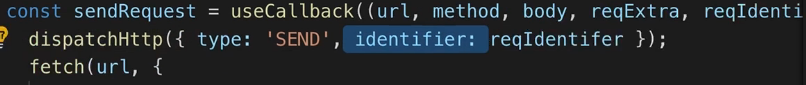 const sendRequest = useCallback((url, method, body, reqExtra, reqIdenti
dispatchHttp({ type: 'SEND', identifier: reqIdentifer });
fetch(url, {